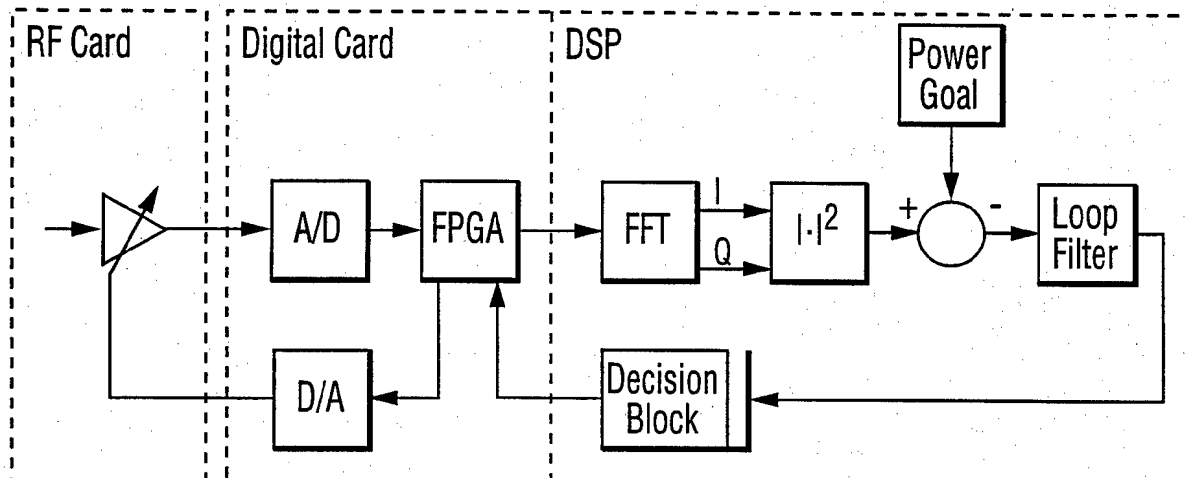 RF Card
Digital Card
DSP
Power
Goal
A/D
FPGA
FFT
I
Q
|·|²
+
-
Loop
Filter
D/A
Decision
Block